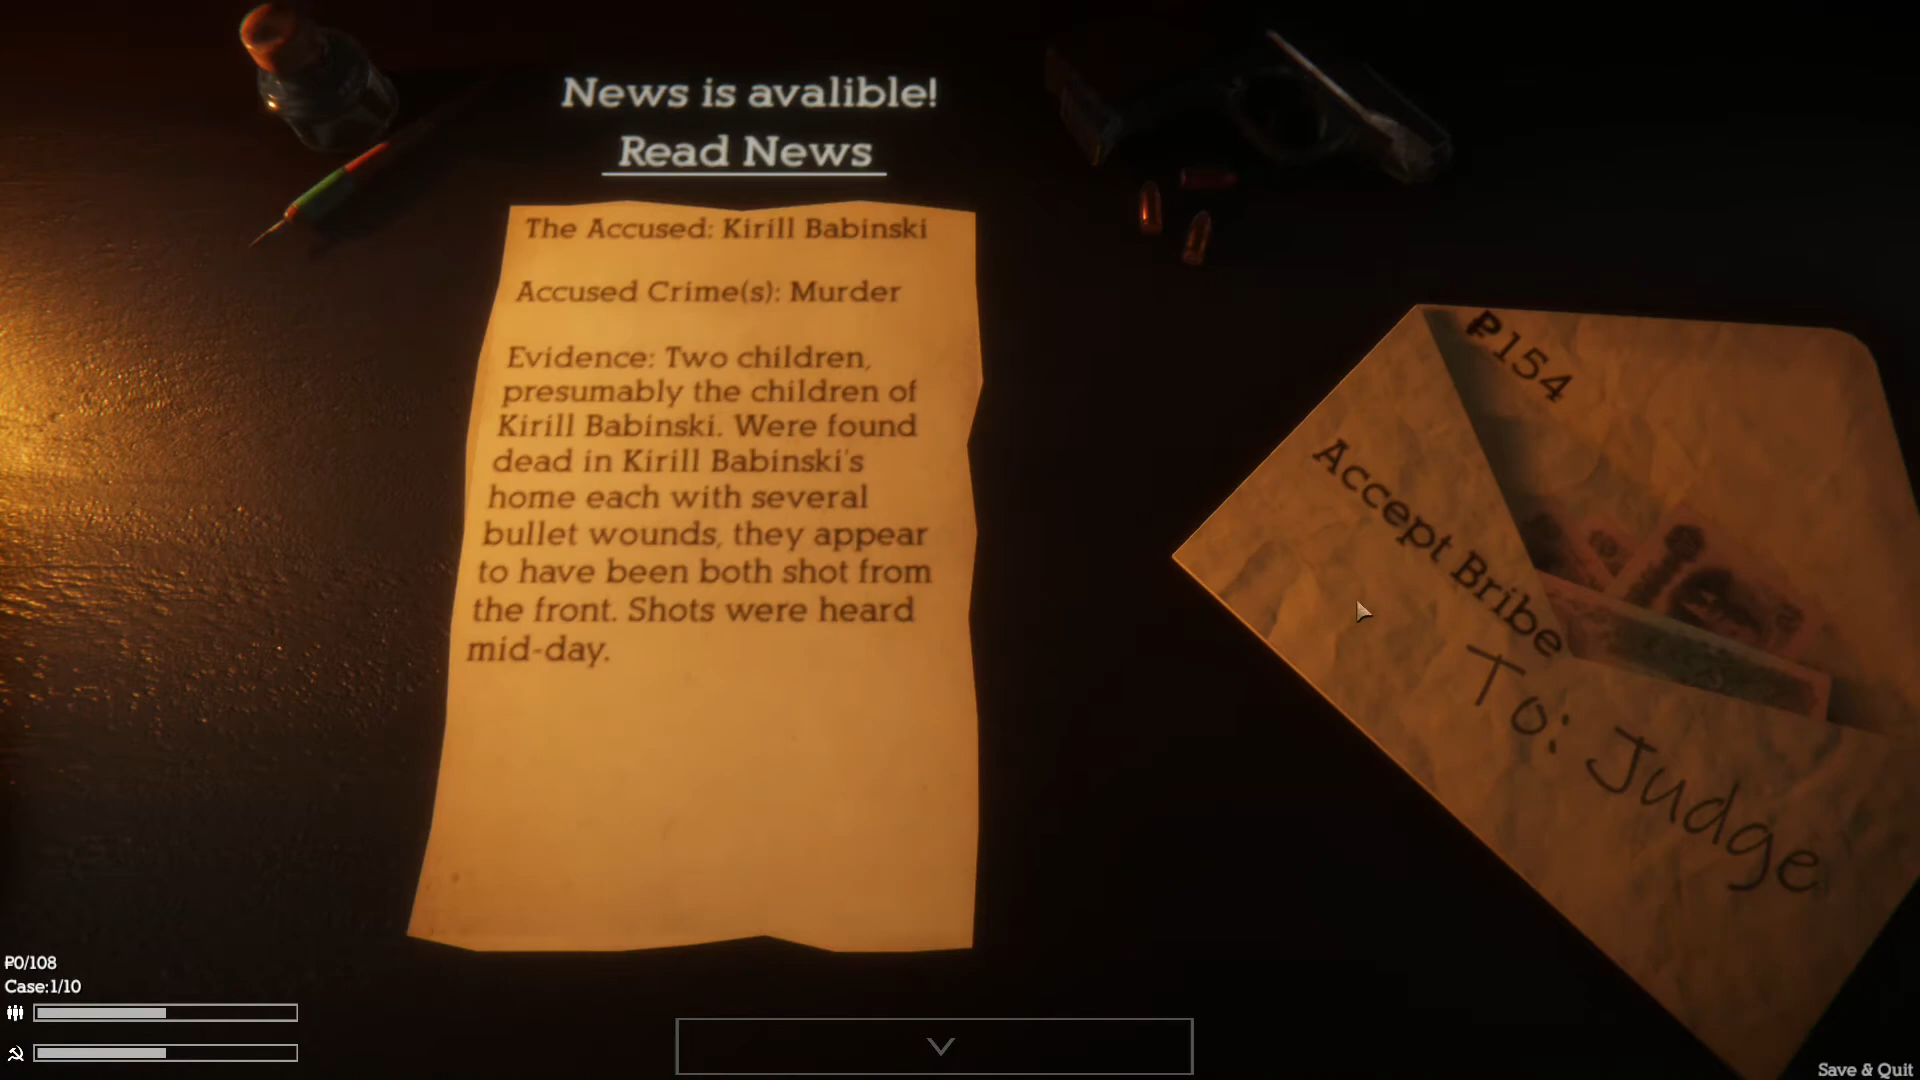 News is avalible!
Read News
The Accused: Kirill Babinski
Accused Crime(s): Murder
Evidence: Two children,
presumably the children of
Kirill Babinski. Were found
dead in Kirill Babinski's
home each with several
bullet wounds, they appear
to have been both shot from
the front. Shots were heard
mid-day.
₽154
Accept Bribe
To: Judge
₽0/108
Case:1/10
Save & Quit